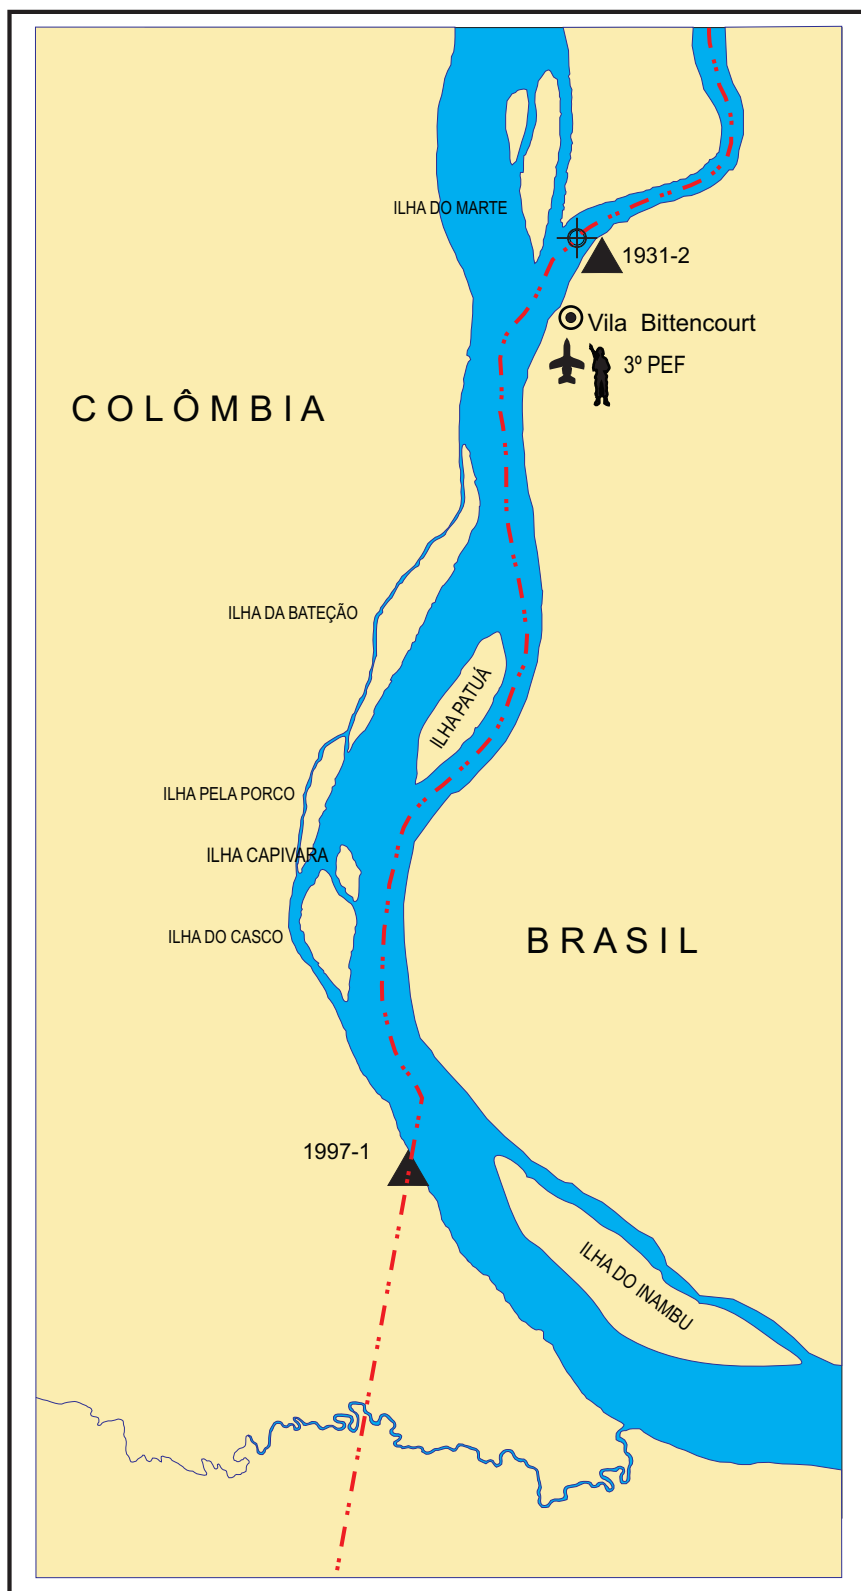 ILHA DO MARTE
1931-2
Vila Bittencourt
3º PEF
COLÔMBIA
ILHA DA BATEÇÃO
ILHA PATUÁ
ILHA PELA PORCO
ILHA CAPIVARA
ILHA DO CASCO
BRASIL
1997-1
ILHA DO INAMBU